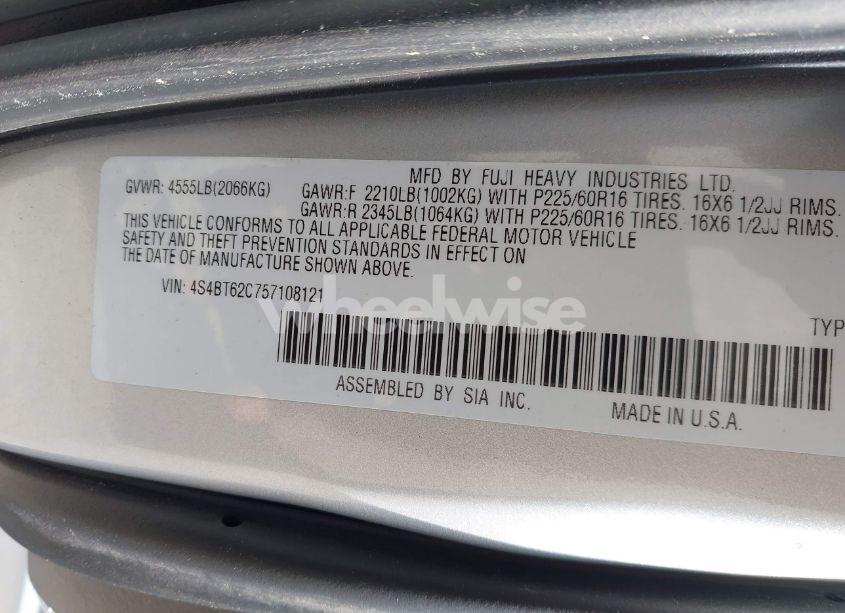 MFD BY FUJI HEAVY INDUSTRIES LTD.
GVWR: 4555LB(2066KG)
GAWR:F 2210LB(1002KG) WITH P225/60R16 TIRES. 16X6 1/2JJ RIMS.
GAWR:R 2345LB(1064KG) WITH P225/60R16 TIRES. 16X6 1/2JJ RIMS.
THIS VEHICLE CONFORMS TO ALL APPLICABLE FEDERAL MOTOR VEHICLE
SAFETY AND THEFT PREVENTION STANDARDS IN EFFECT ON
THE DATE OF MANUFACTURE SHOWN ABOVE.
VIN: 4S4BT62C757108121
wheelwise
TYP
ASSEMBLED BY SIA INC.
MADE IN U.S.A.